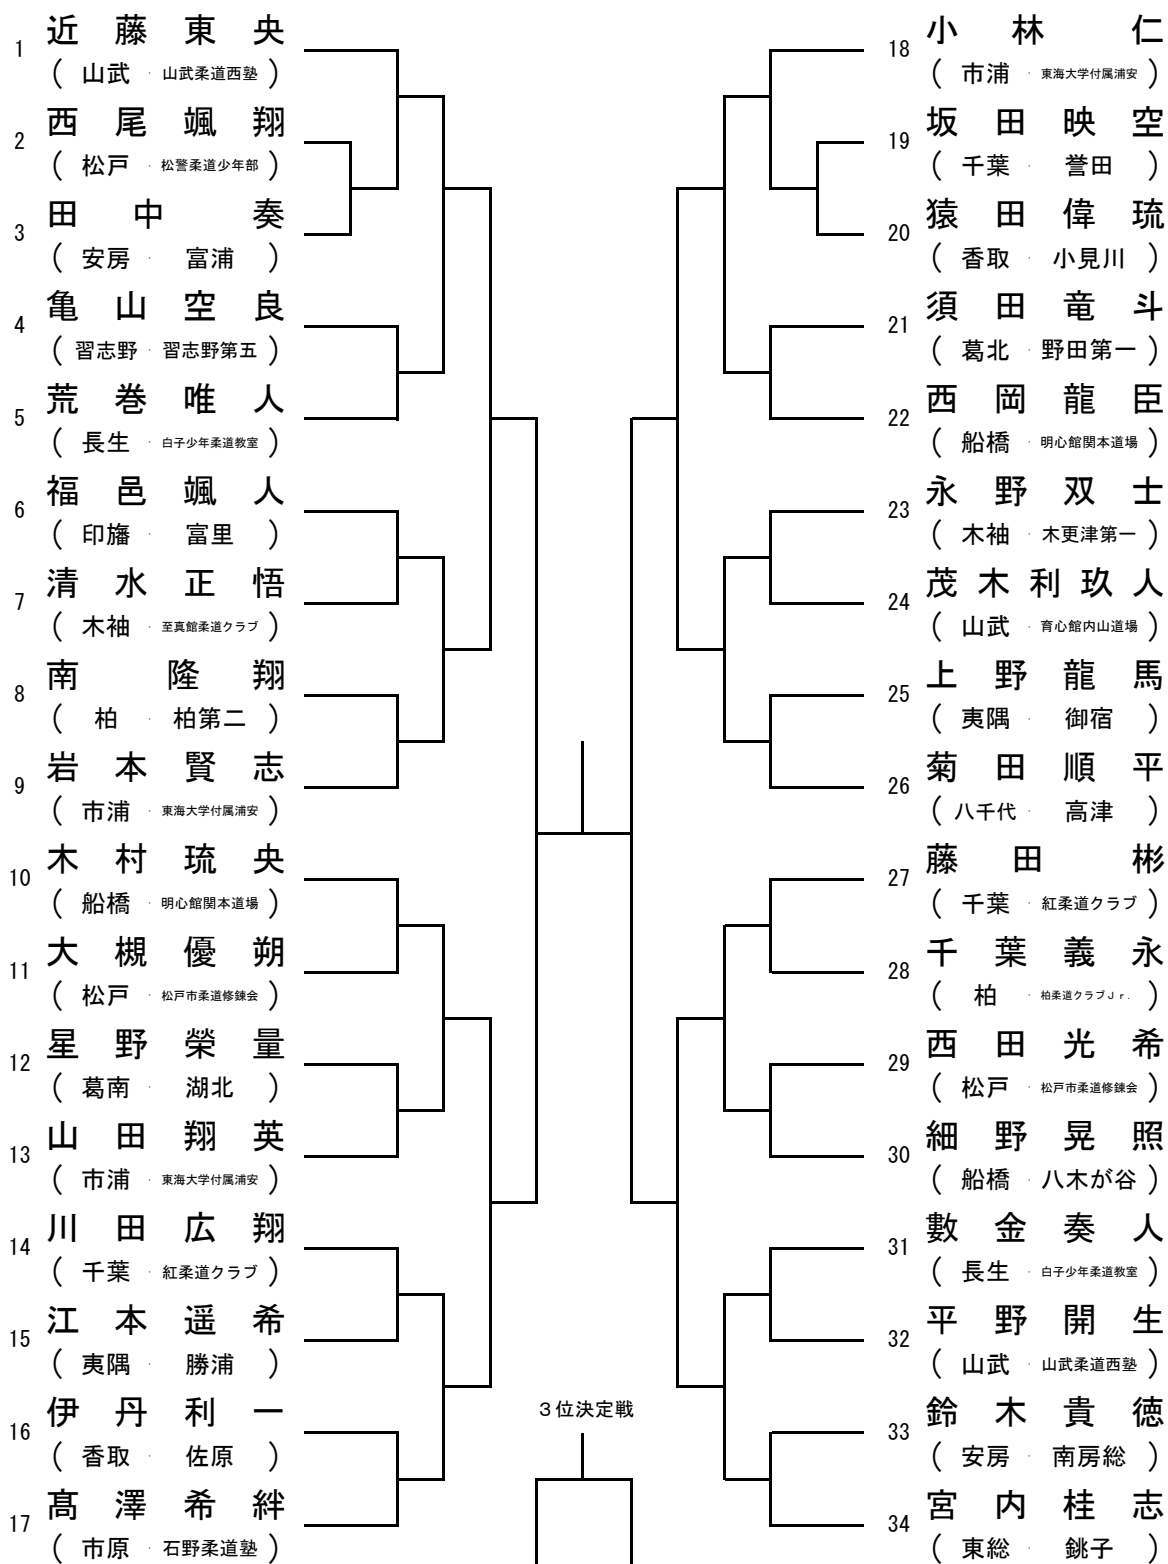 1 近藤東央
(山武・山武柔道西塾)
2 西尾颯翔
(松戸・松警柔道少年部)
3 田中奏
(安房・富浦)
4 亀山空良
(習志野・習志野第五)
5 荒巻唯人
(長生・白子少年柔道教室)
6 福邑颯人
(印旛・富里)
7 清水正悟
(木袖・至真館柔道クラブ)
8 南隆翔
(柏・柏第二)
9 岩本賢志
(市浦・東海大学付属浦安)
10 木村琉央
(船橋・明心館関本道場)
11 大槻優朔
(松戸・松戸市柔道修錬会)
12 星野榮量
(葛南・湖北)
13 山田翔英
(市浦・東海大学付属浦安)
14 川田広翔
(千葉・紅柔道クラブ)
15 江本遥希
(夷隅・勝浦)
16 伊丹利一
(香取・佐原)
17 髙澤希絆
(市原・石野柔道塾)
3位決定戦
18 小林仁
(市浦・東海大学付属浦安)
19 坂田映空
(千葉・誉田)
20 猿田偉琉
(香取・小見川)
21 須田竜斗
(葛北・野田第一)
22 西岡龍臣
(船橋・明心館関本道場)
23 永野双士
(木袖・木更津第一)
24 茂木利玖人
(山武・育心館内山道場)
25 上野龍馬
(夷隅・御宿)
26 菊田順平
(八千代・高津)
27 藤田彬
(千葉・紅柔道クラブ)
28 千葉義永
(柏・柏柔道クラブJr.)
29 西田光希
(松戸・松戸市柔道修錬会)
30 細野晃照
(船橋・八木が谷)
31 數金奏人
(長生・白子少年柔道教室)
32 平野開生
(山武・山武柔道西塾)
33 鈴木貴徳
(安房・南房総)
34 宮内桂志
(東総・銚子)